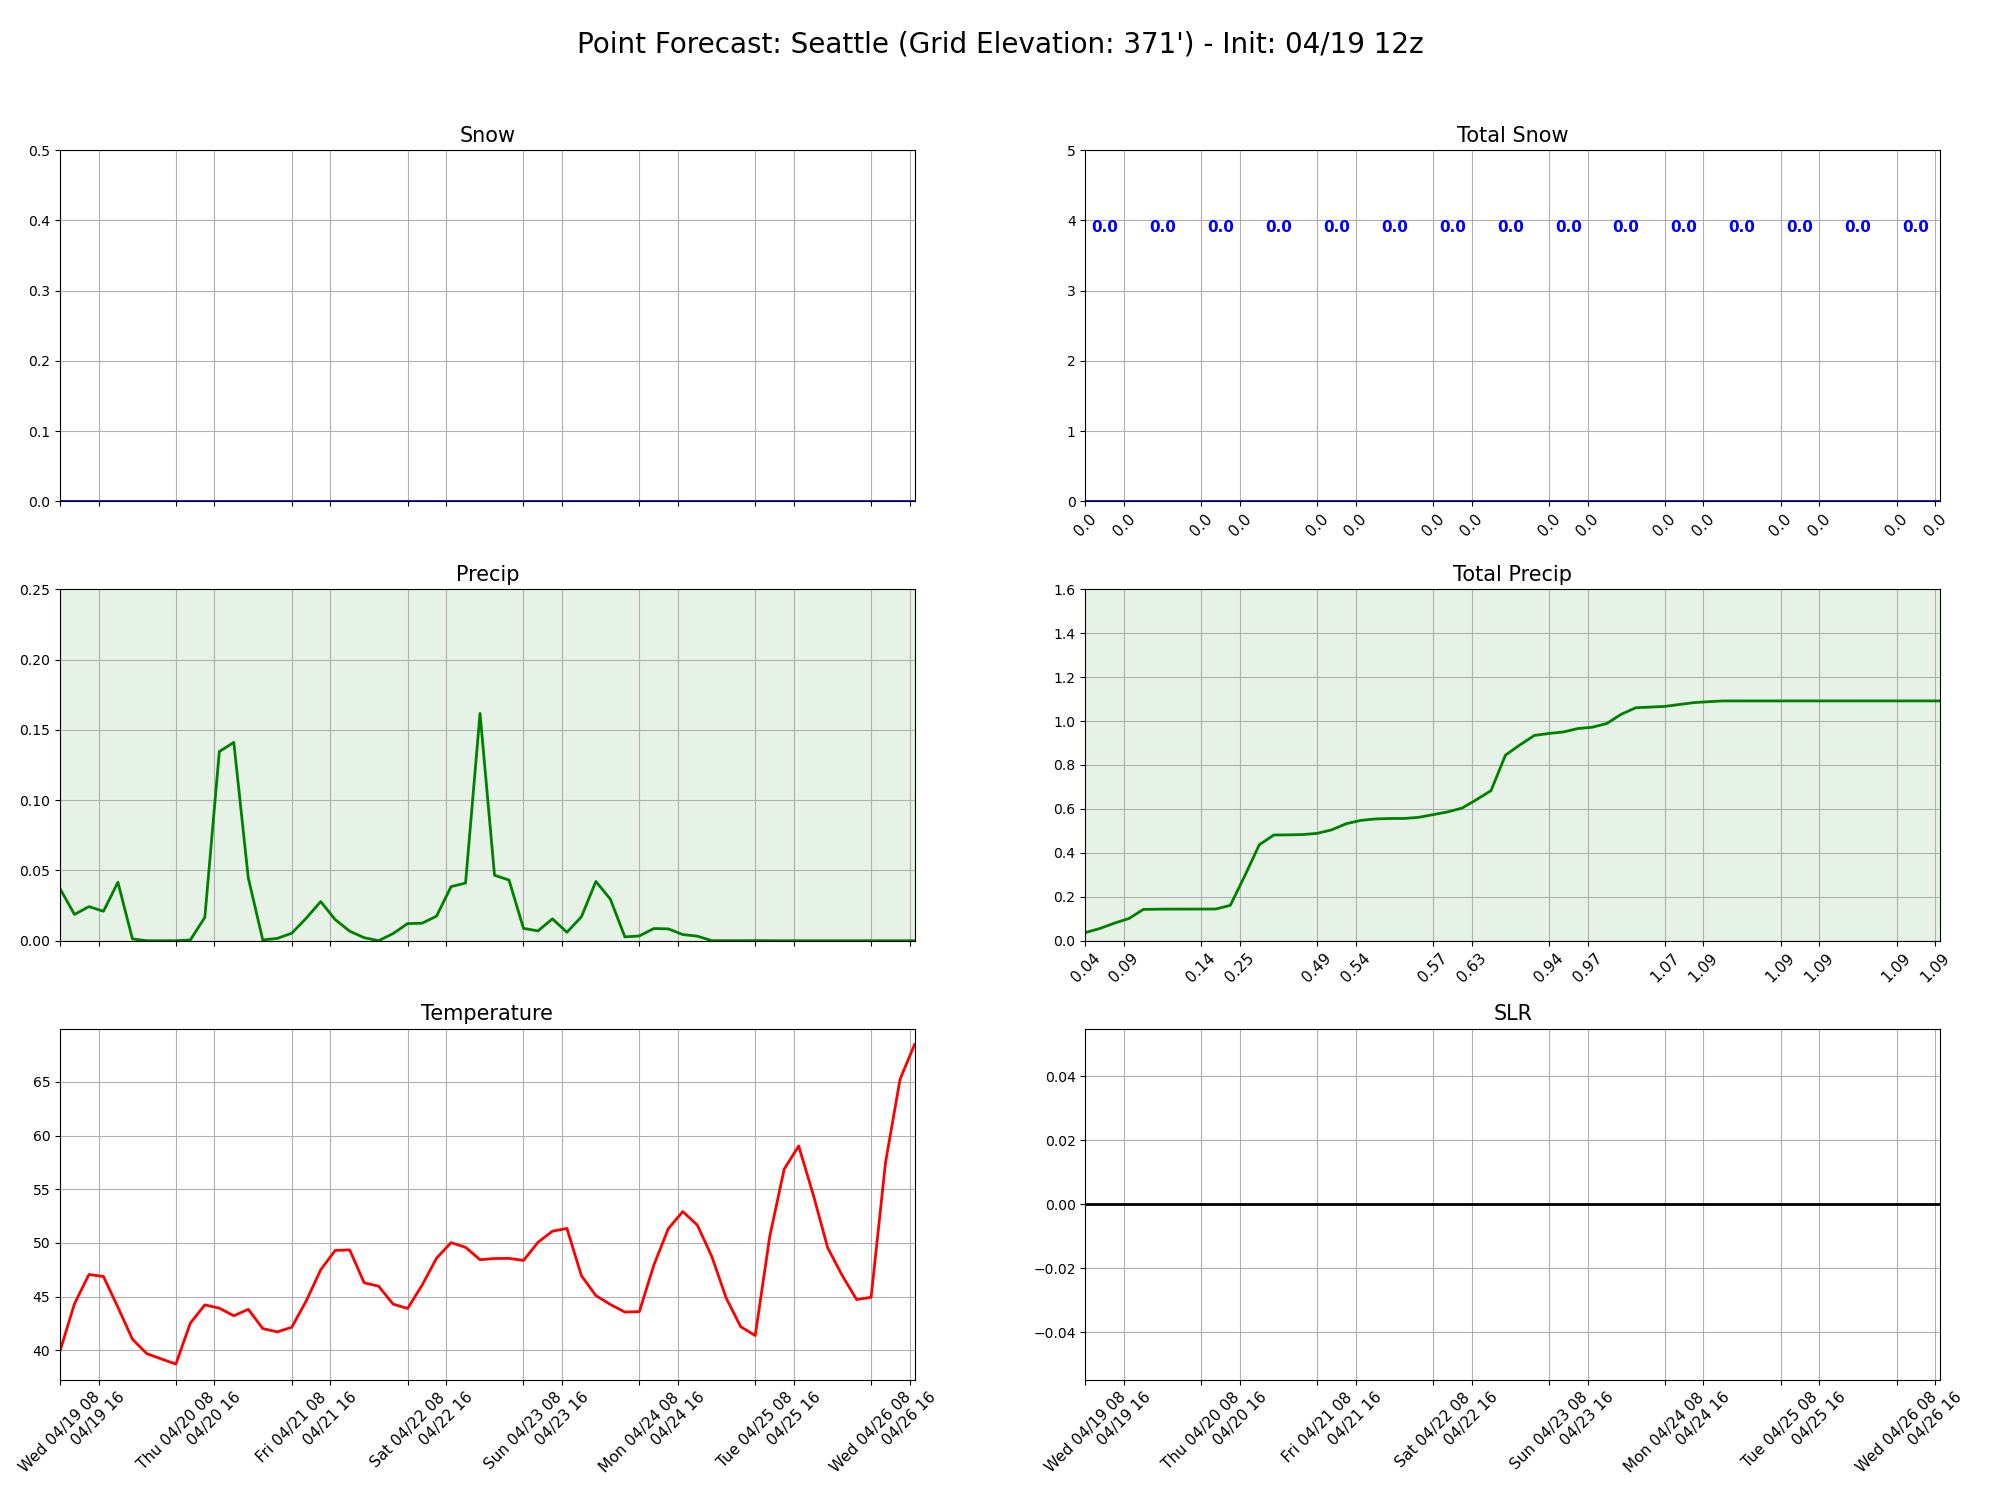 Point Forecast: Seattle (Grid Elevation: 371') - Init: 04/19 12z
Snow
0.5
0.4
0.3
0.2
0.1
0.0
Total Snow
5
4
3
2
1
0
0.0 0.0 0.0 0.0 0.0 0.0 0.0 0.0 0.0 0.0 0.0 0.0 0.0 0.0 0.0
0.0 0.0 0.0 0.0 0.0 0.0 0.0 0.0 0.0 0.0 0.0 0.0 0.0 0.0 0.0 0.0
Precip
0.25
0.20
0.15
0.10
0.05
0.00
Total Precip
1.6
1.4
1.2
1.0
0.8
0.6
0.4
0.2
0.0
0.04 0.09 0.14 0.25 0.49 0.54 0.57 0.63 0.94 0.97 1.07 1.09 1.09 1.09 1.09 1.09
Temperature
65
60
55
50
45
40
Wed 04/19 08
04/19 16
Thu 04/20 08
04/20 16
Fri 04/21 08
04/21 16
Sat 04/22 08
04/22 16
Sun 04/23 08
04/23 16
Mon 04/24 08
04/24 16
Tue 04/25 08
04/25 16
Wed 04/26 08
04/26 16
SLR
0.04
0.02
0.00
−0.02
−0.04
Wed 04/19 08
04/19 16
Thu 04/20 08
04/20 16
Fri 04/21 08
04/21 16
Sat 04/22 08
04/22 16
Sun 04/23 08
04/23 16
Mon 04/24 08
04/24 16
Tue 04/25 08
04/25 16
Wed 04/26 08
04/26 16